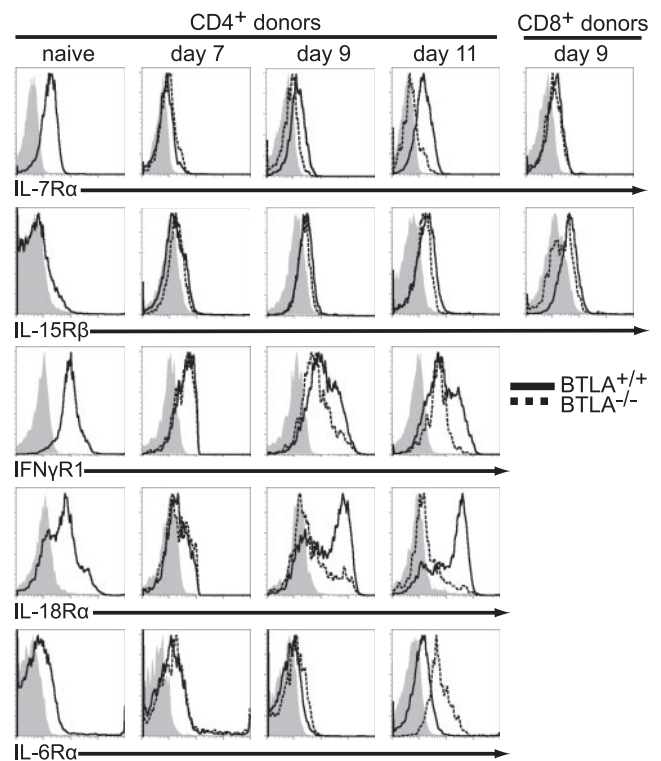 CD4+ donors CD8+ donors
naive day 7 day 9 day 11 day 9
IL-7Rα
IL-15Rβ
BTLA+/+
BTLA-/-
IFNγR1
IL-18Rα
IL-6Rα